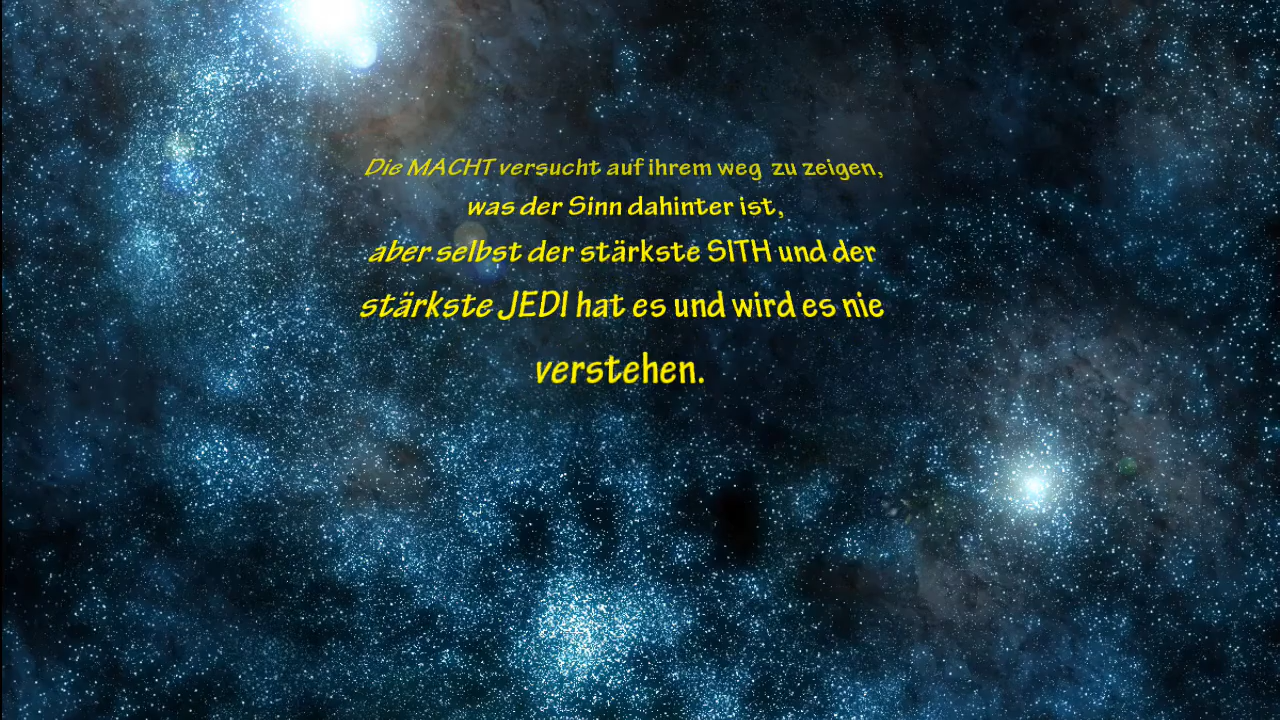 Die MACHT versucht auf ihrem weg zu zeigen,
was der Sinn dahinter ist,
aber selbst der stärkste SITH und der
stärkste JEDI hat es und wird es nie
verstehen.